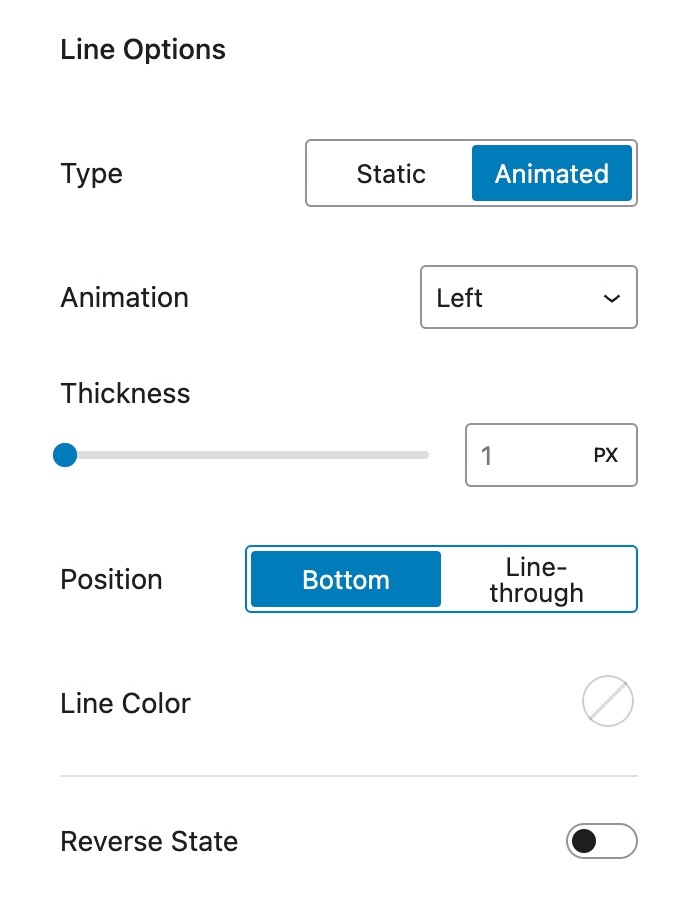 Line Options
Type
Static
Animated
Animation
Left
Thickness
1
PX
Position
Bottom
Line-
through
Line Color
Reverse State